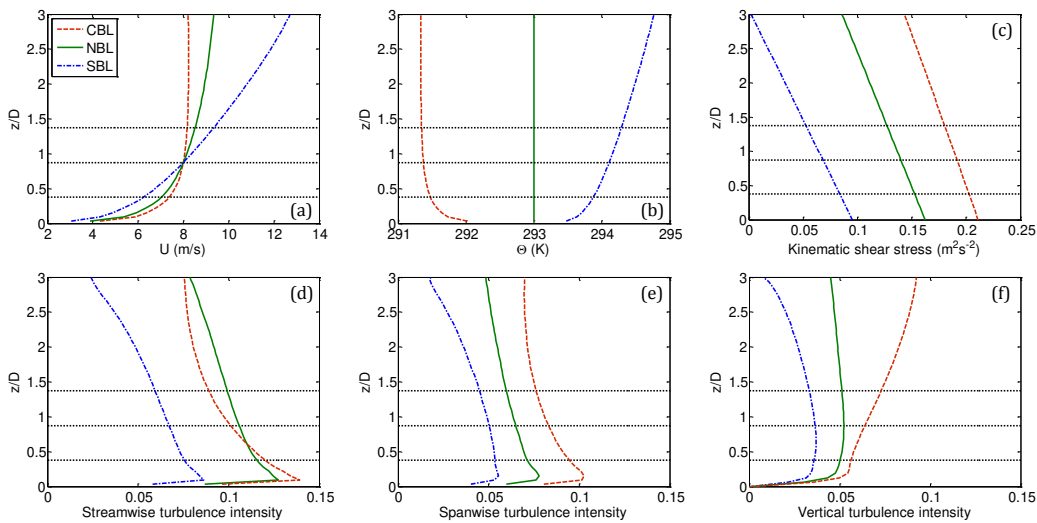 3
2.5
2
1.5
1
0.5
0
z/D
CBL
NBL
SBL
(a)
2 4 6 8 10 12 14
U (m/s)
3
2.5
2
1.5
1
0.5
0
z/D
(b)
291 292 293 294 295
Θ (K)
3
2.5
2
1.5
1
0.5
0
z/D
(c)
0 0.05 0.1 0.15 0.2 0.25
Kinematic shear stress (m²s⁻²)
3
2.5
2
1.5
1
0.5
0
z/D
(d)
0 0.05 0.1 0.15
Streamwise turbulence intensity
3
2.5
2
1.5
1
0.5
0
z/D
(e)
0 0.05 0.1 0.15
Spanwise turbulence intensity
3
2.5
2
1.5
1
0.5
0
z/D
(f)
0 0.05 0.1 0.15
Vertical turbulence intensity